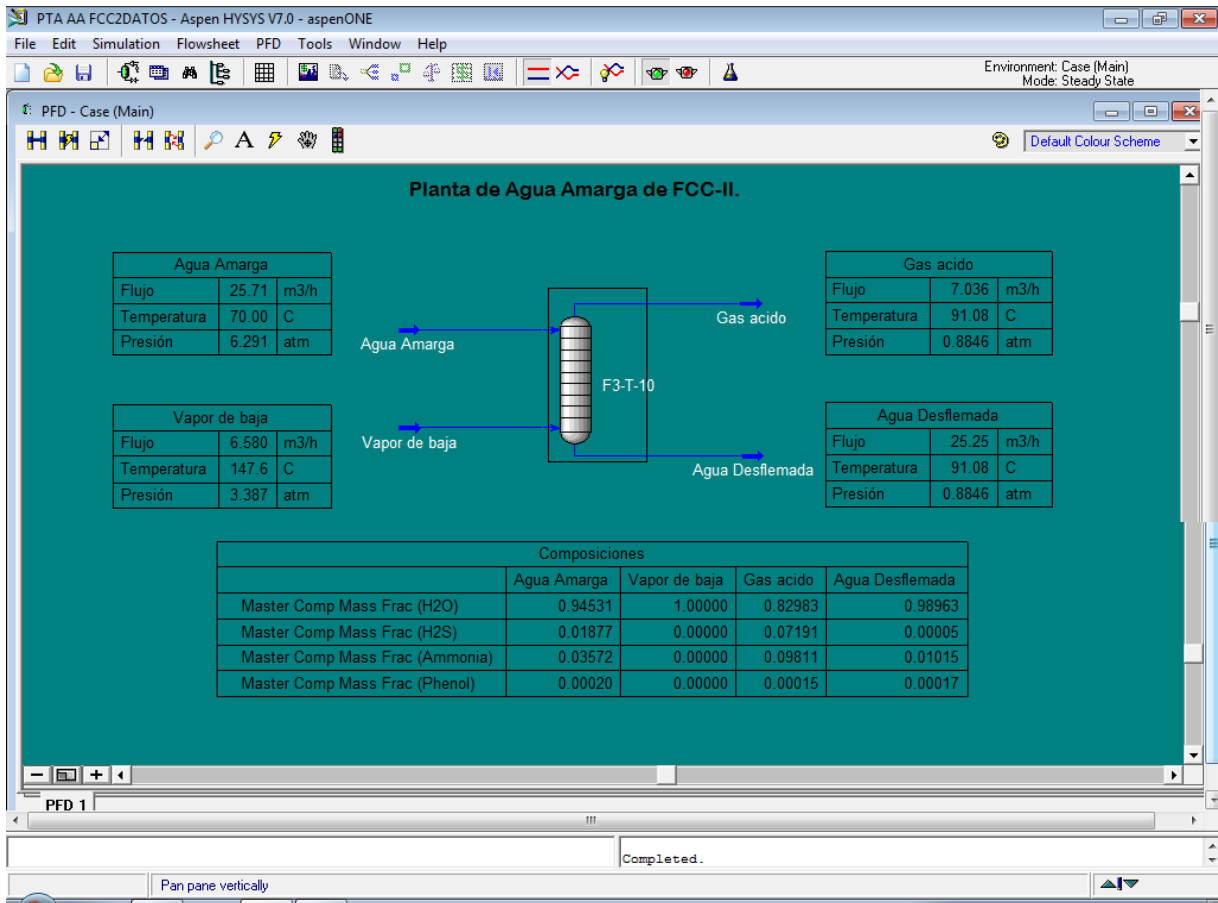 PTA AA FCC2DATOS - Aspen HYSYS V7.0 - aspenONE
File Edit Simulation Flowsheet PFD Tools Window Help
Environment: Case (Main)
Mode: Steady State
PFD - Case (Main)
A
Default Colour Scheme
Planta de Agua Amarga de FCC-II.
Agua Amarga
Flujo 25.71 m3/h
Temperatura 70.00 C
Presión 6.291 atm
Vapor de baja
Flujo 6.580 m3/h
Temperatura 147.6 C
Presión 3.387 atm
Agua Amarga
Vapor de baja
F3-T-10
Gas acido
Agua Desflemada
Gas acido
Flujo 7.036 m3/h
Temperatura 91.08 C
Presión 0.8846 atm
Agua Desflemada
Flujo 25.25 m3/h
Temperatura 91.08 C
Presión 0.8846 atm
Composiciones
Agua Amarga Vapor de baja Gas acido Agua Desflemada
Master Comp Mass Frac (H2O) 0.94531 1.00000 0.82983 0.98963
Master Comp Mass Frac (H2S) 0.01877 0.00000 0.07191 0.00005
Master Comp Mass Frac (Ammonia) 0.03572 0.00000 0.09811 0.01015
Master Comp Mass Frac (Phenol) 0.00020 0.00000 0.00015 0.00017
PFD 1
Completed.
Pan pane vertically